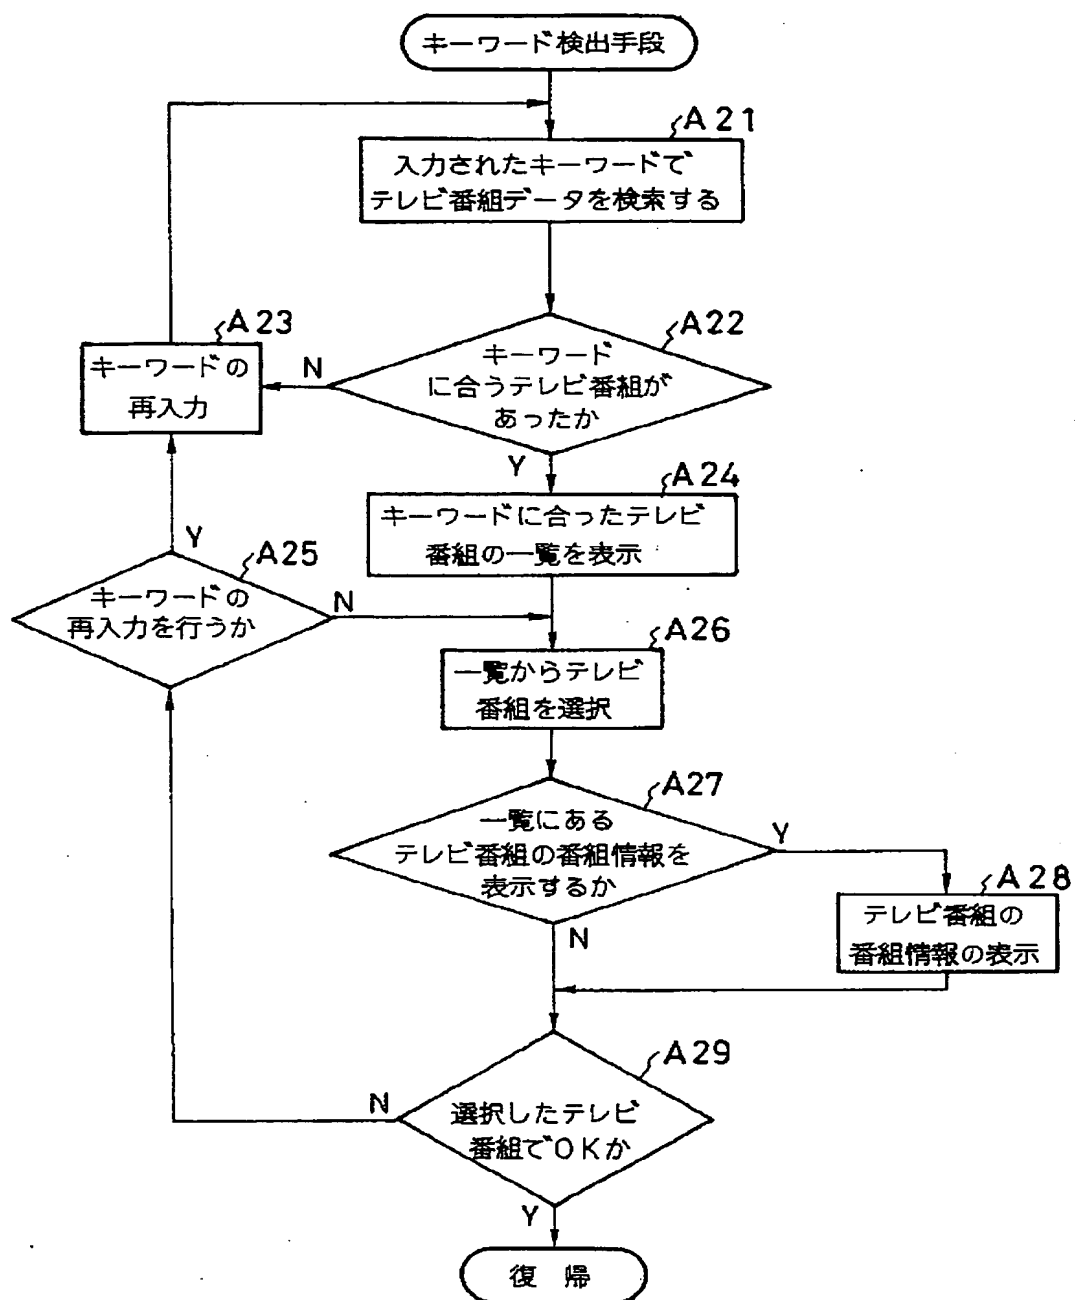 キーワード検出手段
A21
入力されたキーワードで
テレビ番組データを検索する
A22
キーワード
に合うテレビ番組が
あったか
N
Y
A23
キーワードの
再入力
A24
キーワードに合ったテレビ
番組の一覧を表示
Y
A25
キーワードの
再入力を行うか
N
A26
一覧からテレビ
番組を選択
A27
一覧にある
テレビ番組の番組情報を
表示するか
Y
N
A28
テレビ番組の
番組情報の表示
A29
選択したテレビ
番組でOKか
N
Y
復帰